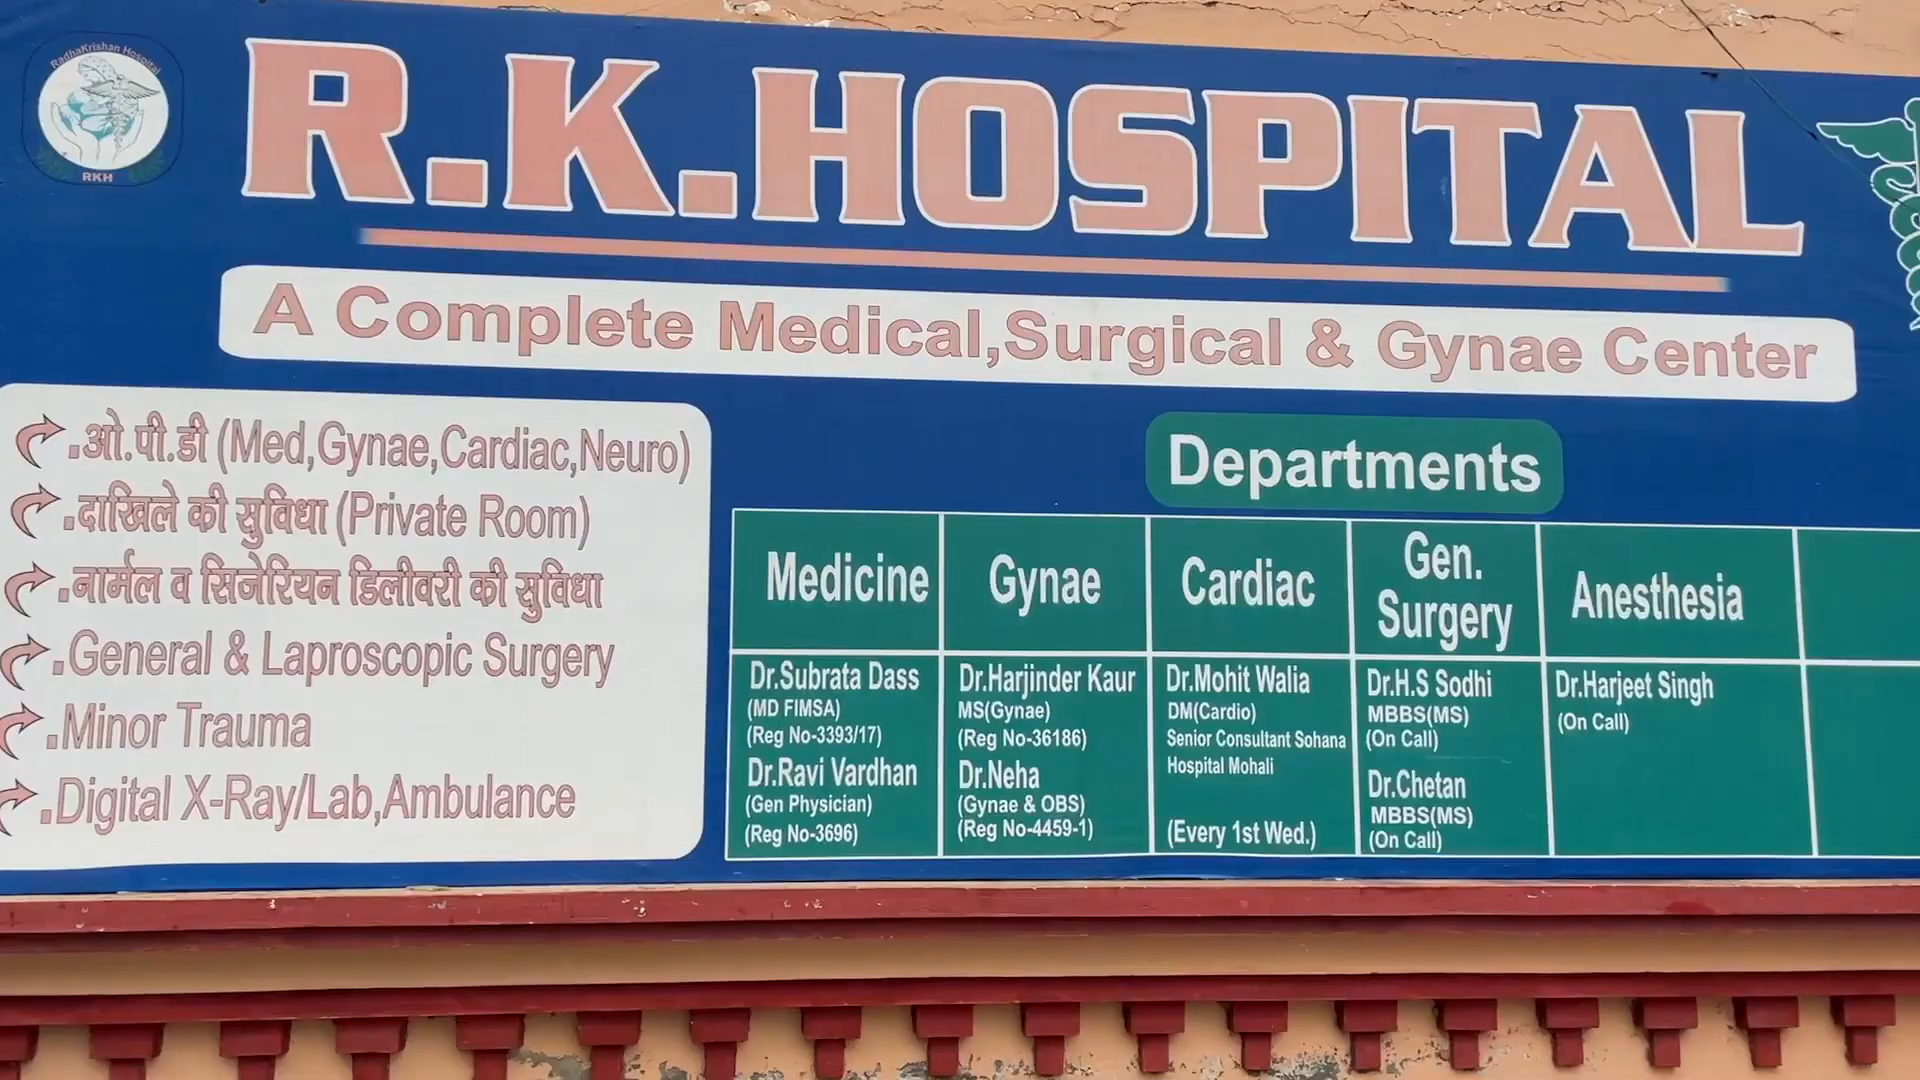 RadhaKrishan Hospital
RKH
R.K.HOSPITAL
A Complete Medical,Surgical & Gynae Center
.ओ.पी.डी (Med,Gynae,Cardiac,Neuro)
.दाखिले की सुविधा (Private Room)
.नार्मल व सिजेरियन डिलीवरी की सुविधा
.General & Laproscopic Surgery
.Minor Trauma
.Digital X-Ray/Lab,Ambulance
Departments
Medicine
Dr.Subrata Dass
(MD FIMSA)
(Reg No-3393/17)
Dr.Ravi Vardhan
(Gen Physician)
(Reg No-3696)
Gynae
Dr.Harjinder Kaur
MS(Gynae)
(Reg No-36186)
Dr.Neha
(Gynae & OBS)
(Reg No-4459-1)
Cardiac
Dr.Mohit Walia
DM(Cardio)
Senior Consultant Sohana
Hospital Mohali
(Every 1st Wed.)
Gen.
Surgery
Dr.H.S Sodhi
MBBS(MS)
(On Call)
Dr.Chetan
MBBS(MS)
(On Call)
Anesthesia
Dr.Harjeet Singh
(On Call)